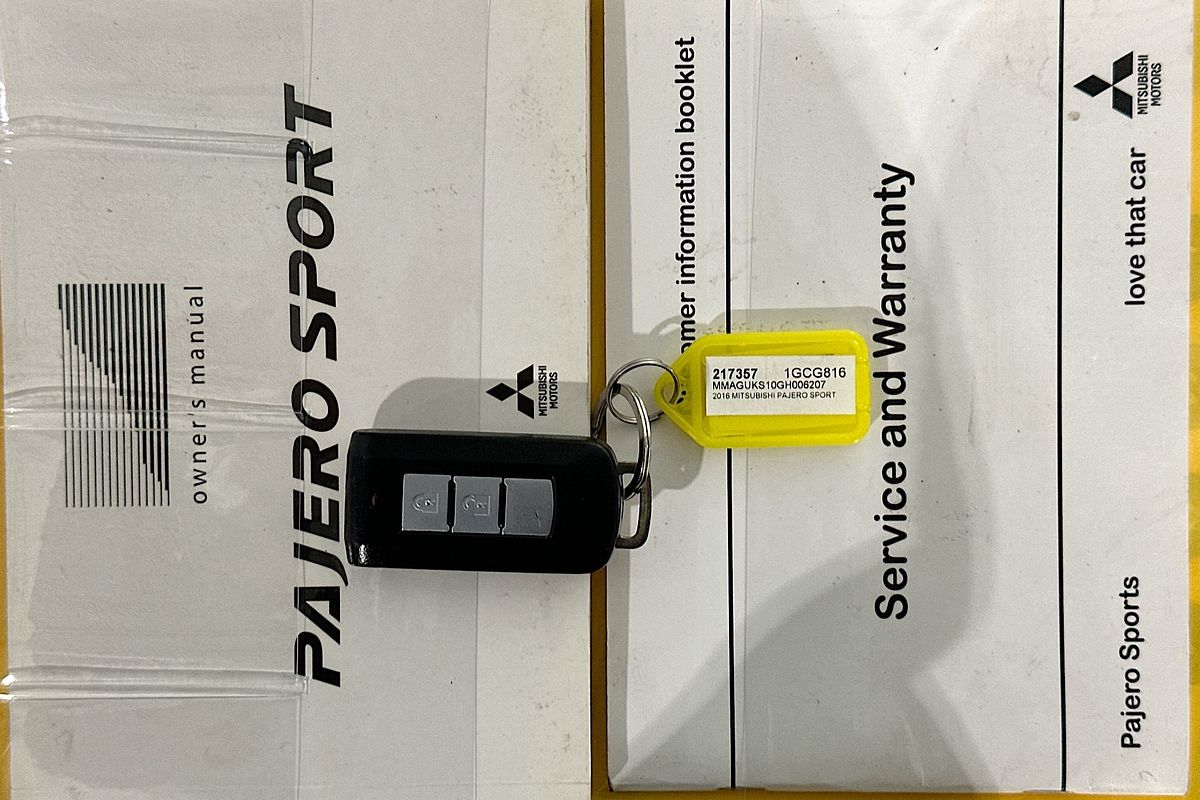 owner's manual
PAJERO SPORT
MITSUBISHI
MOTORS
information booklet
Service and Warranty
Pajero Sports
love that car
MITSUBISHI
MOTORS
217357 1GCG816
MMAGUKS10GH006207
2016 MITSUBISHI PAJERO SPORT